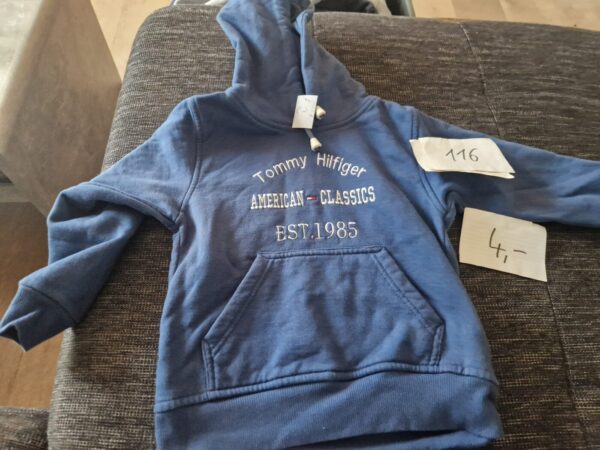 Tommy Hilfiger
AMERICAN CLASSICS
EST.1985
116
4,-